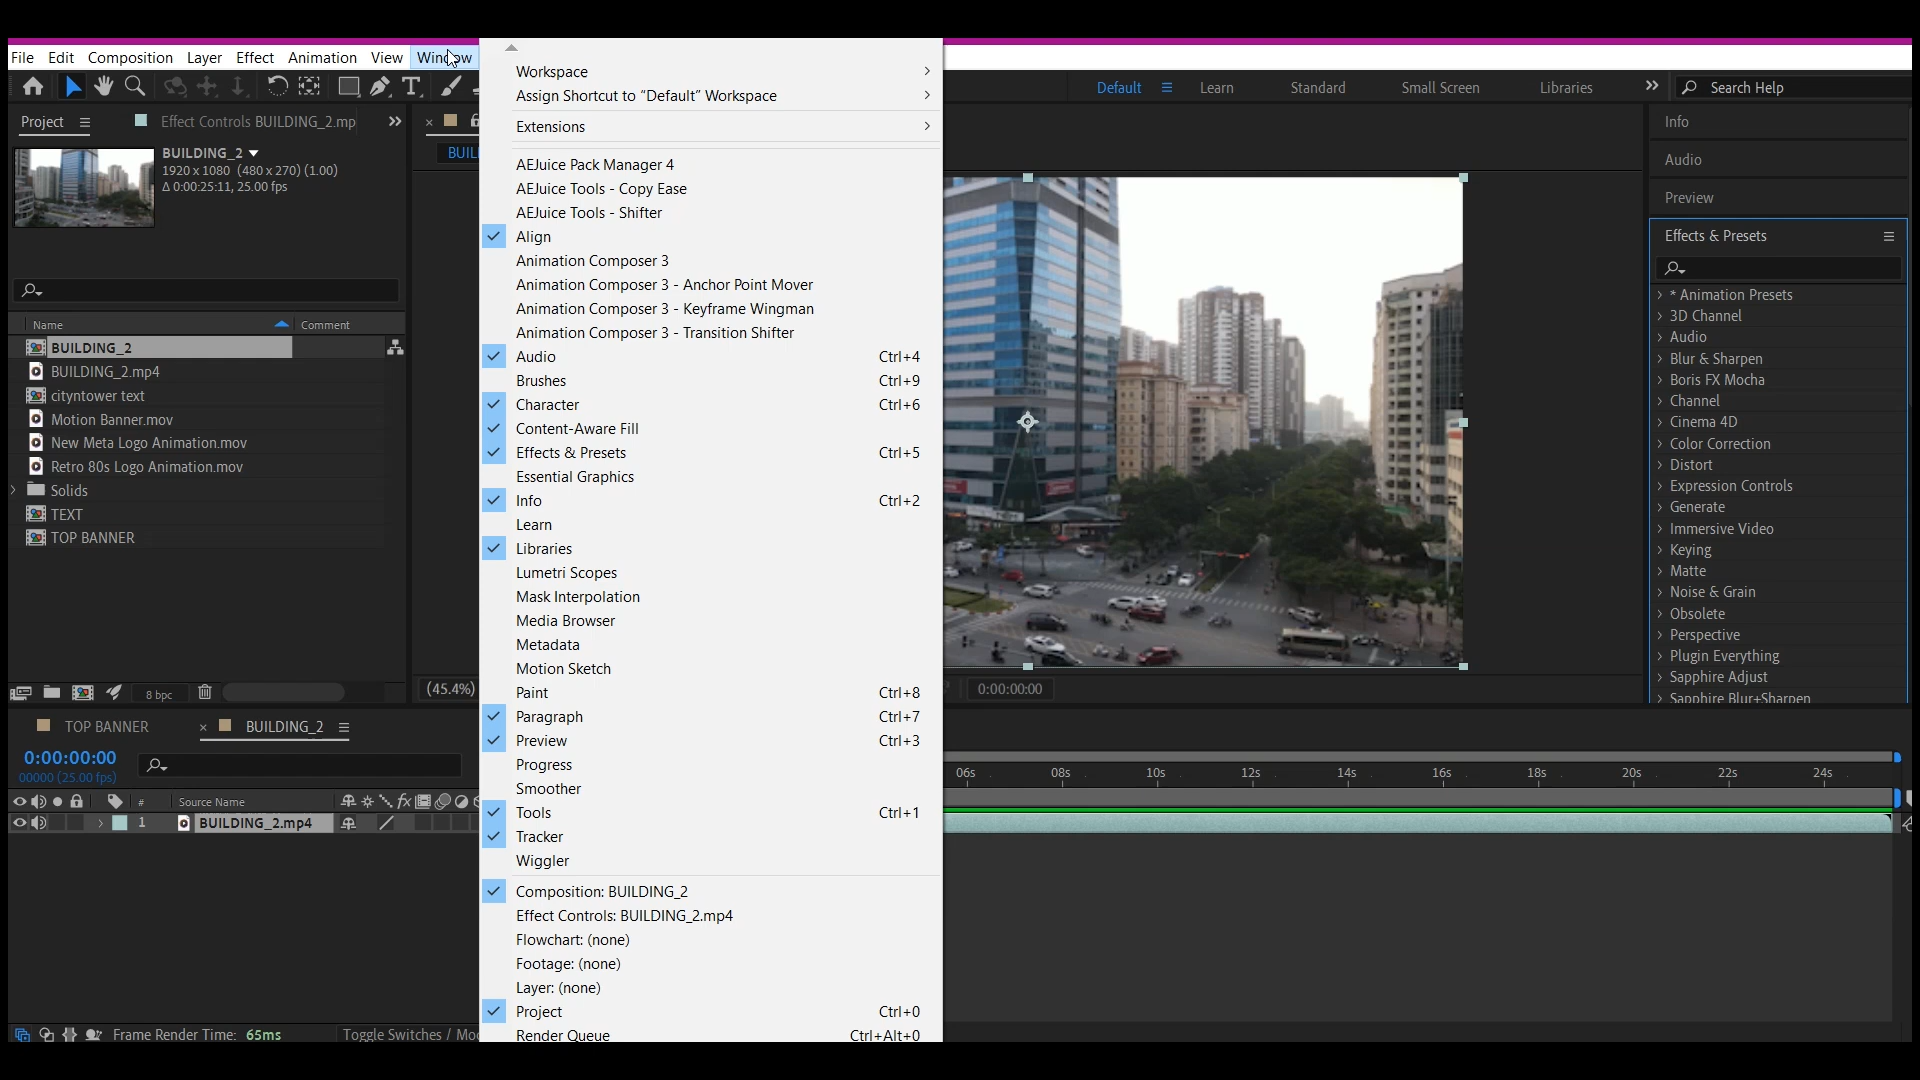 File Edit Composition Layer Effect Animation View Window
Default Learn Standard Small Screen Libraries Search Help
Project Effect Controls BUILDING_2.mp
BUILDING_2
1920 x 1080 (480 x 270) (1.00)
Δ 0:00:25:11, 25.00 fps
Name Comment
BUILDING_2
BUILDING_2.mp4
cityntower text
Motion Banner.mov
New Meta Logo Animation.mov
Retro 80s Logo Animation.mov
Solids
TEXT
TOP BANNER
8 bpc
BUIL
(45.4%)
Workspace
Assign Shortcut to "Default" Workspace
Extensions
AEJuice Pack Manager 4
AEJuice Tools - Copy Ease
AEJuice Tools - Shifter
Align
Animation Composer 3
Animation Composer 3 - Anchor Point Mover
Animation Composer 3 - Keyframe Wingman
Animation Composer 3 - Transition Shifter
Audio Ctrl+4
Brushes Ctrl+9
Character Ctrl+6
Content-Aware Fill
Effects & Presets Ctrl+5
Essential Graphics
Info Ctrl+2
Learn
Libraries
Lumetri Scopes
Mask Interpolation
Media Browser
Metadata
Motion Sketch
Paint Ctrl+8
Paragraph Ctrl+7
Preview Ctrl+3
Progress
Smoother
Tools Ctrl+1
Tracker
Wiggler
Composition: BUILDING_2
Effect Controls: BUILDING_2.mp4
Flowchart: (none)
Footage: (none)
Layer: (none)
Project Ctrl+0
Render Queue Ctrl+Alt+0
0:00:00:00
Info
Audio
Preview
Effects & Presets
* Animation Presets
3D Channel
Audio
Blur & Sharpen
Boris FX Mocha
Channel
Cinema 4D
Color Correction
Distort
Expression Controls
Generate
Immersive Video
Keying
Matte
Noise & Grain
Obsolete
Perspective
Plugin Everything
Sapphire Adjust
Sapphire Blur+Sharpen
TOP BANNER BUILDING_2
0:00:00:00
00000 (25.00 fps)
06s 08s 10s 12s 14s 16s 18s 20s 22s 24s
# Source Name
1 BUILDING_2.mp4
Frame Render Time: 65ms Toggle Switches / Mo